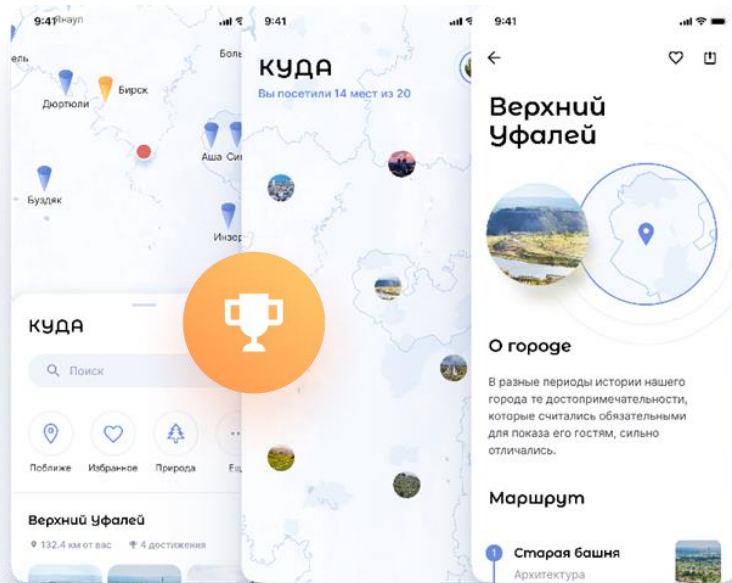 9:41
Янаул
Бирск
Дюртюли
Аша
Буздяк
КУДА
Поиск
Поближе
Избранное
Природа
Верхний Уфалей
132.4 км от вас
4 достижения
9:41
КУДА
Вы посетили 14 мест из 20
9:41
Верхний
Уфалей
О городе
В разные периоды истории нашего
города те достопримечательности,
которые считались обязательными
для показа его гостям, сильно
отличались.
Маршрут
1
Старая башня
Архитектура